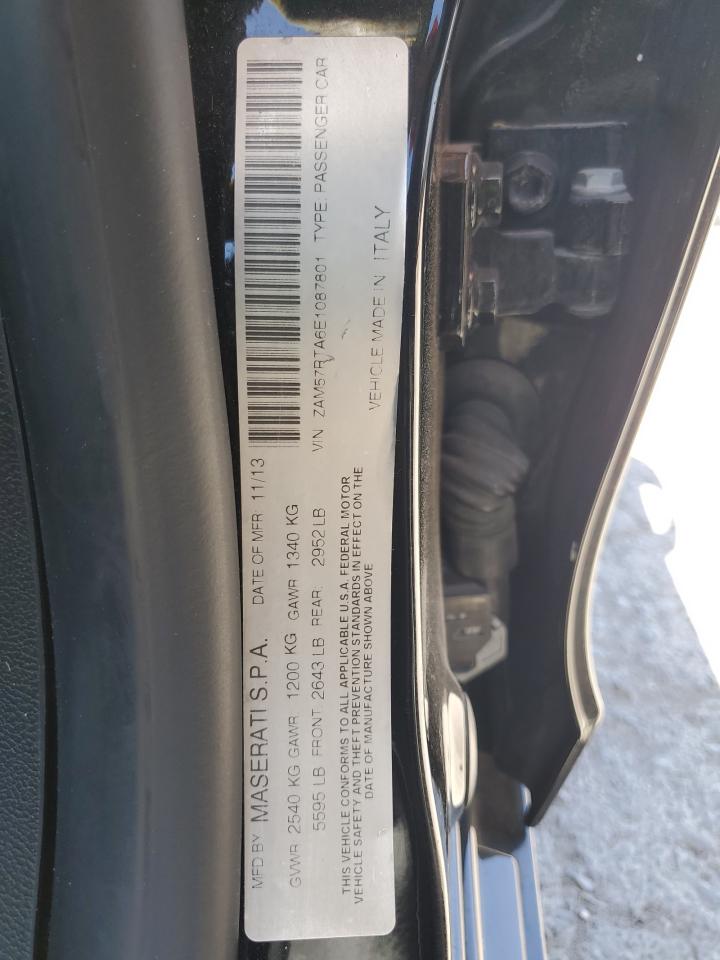 MFD BY MASERATI S.P.A. DATE OF MFR: 11/13
GVWR 2540 KG GAWR 1200 KG GAWR 1340 KG
5595 LB FRONT 2643 LB REAR: 2952 LB
VIN ZAM57RTA6E1087801 TYPE: PASSENGER CAR
THIS VEHICLE CONFORMS TO ALL APPLICABLE U.S.A. FEDERAL MOTOR
VEHICLE SAFETY AND THEFT PREVENTION STANDARDS IN EFFECT ON THE
DATE OF MANUFACTURE SHOWN ABOVE
VEHICLE MADE IN ITALY